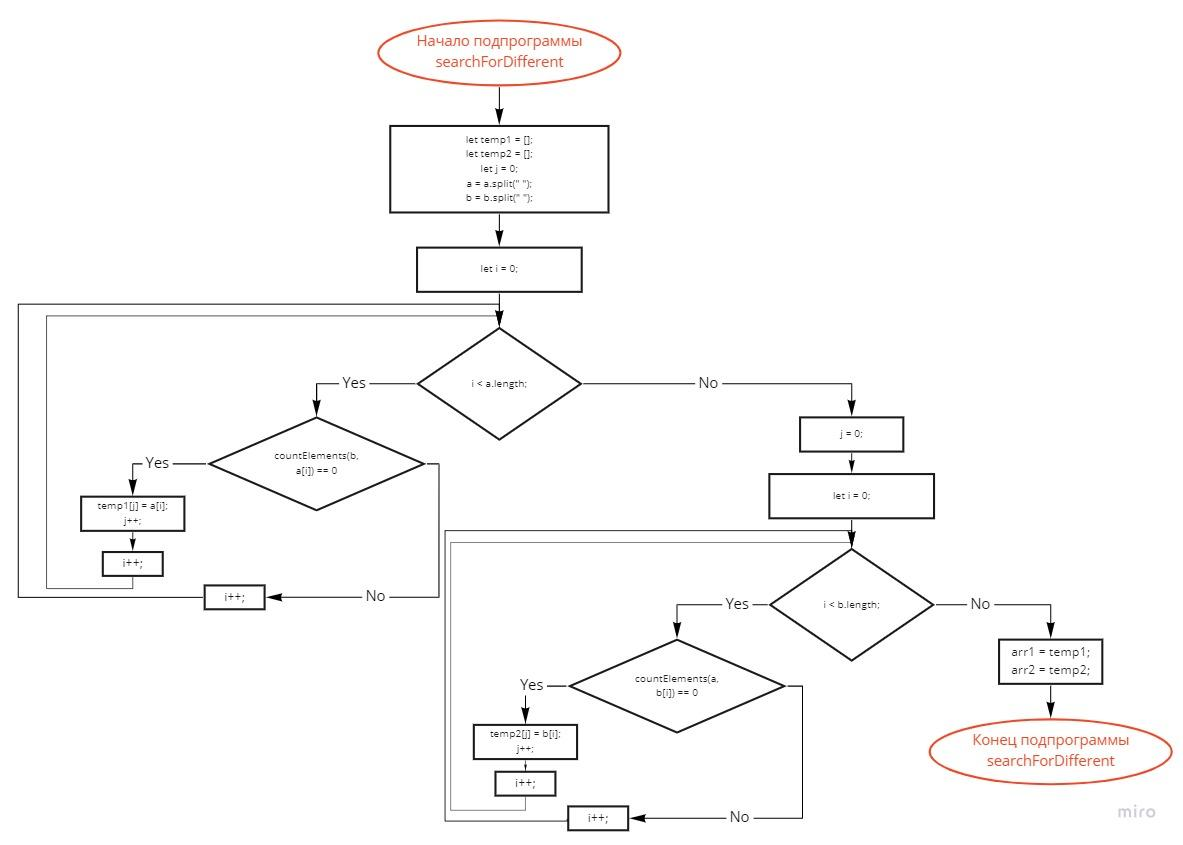 Начало подпрограммы
searchForDifferent
let temp1 = [];
let temp2 = [];
let j = 0;
a = a.split(" ");
b = b.split(" ");
let i = 0;
i < a.length;
Yes
No
countElements(b,
a[i]) == 0
Yes
temp1[j] = a[i];
j++;
i++;
No
i++;
j = 0;
let i = 0;
i < b.length;
Yes
No
countElements(a,
b[i]) == 0
Yes
temp2[j] = b[i];
j++;
i++;
No
i++;
arr1 = temp1;
arr2 = temp2;
Конец подпрограммы
searchForDifferent
miro